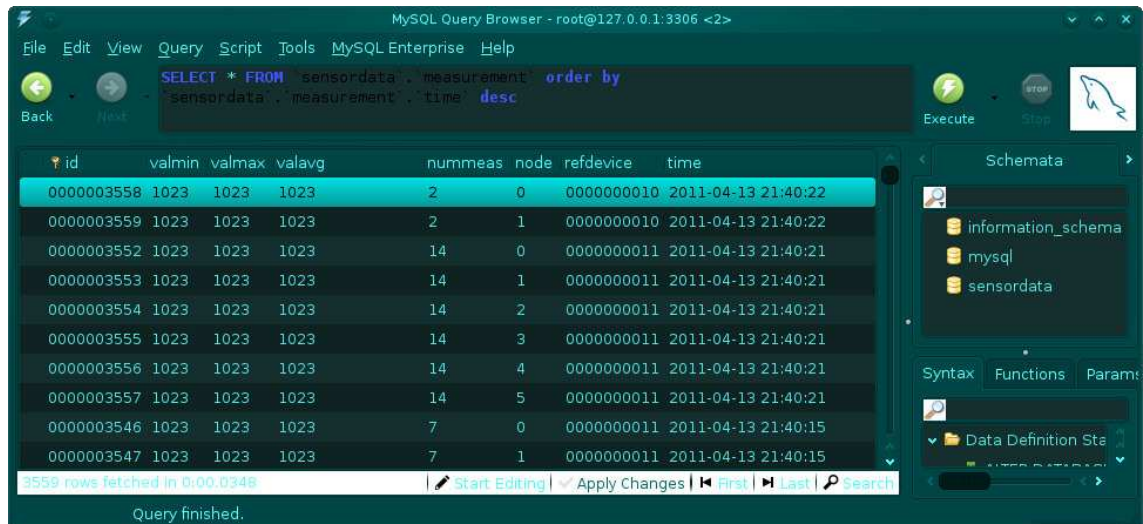 MySQL Query Browser - root@127.0.0.1:3306 <2>
File Edit View Query Script Tools MySQL Enterprise Help
SELECT * FROM `sensordata`.`measurement` order by
`sensordata`.`measurement`.`time` desc
Back
Next
Execute
Stop
STOP
id valmin valmax valavg nummeas node refdevice time
0000003558 1023 1023 1023 2 0 0000000010 2011-04-13 21:40:22
0000003559 1023 1023 1023 2 1 0000000010 2011-04-13 21:40:22
0000003552 1023 1023 1023 14 0 0000000011 2011-04-13 21:40:21
0000003553 1023 1023 1023 14 1 0000000011 2011-04-13 21:40:21
0000003554 1023 1023 1023 14 2 0000000011 2011-04-13 21:40:21
0000003555 1023 1023 1023 14 3 0000000011 2011-04-13 21:40:21
0000003556 1023 1023 1023 14 4 0000000011 2011-04-13 21:40:21
0000003557 1023 1023 1023 14 5 0000000011 2011-04-13 21:40:21
0000003546 1023 1023 1023 7 0 0000000011 2011-04-13 21:40:15
0000003547 1023 1023 1023 7 1 0000000011 2011-04-13 21:40:15
3559 rows fetched in 0:00.0348
Start Editing Apply Changes First Last Search
Query finished.
Schemata
information_schema
mysql
sensordata
Syntax Functions Params
Data Definition Sta